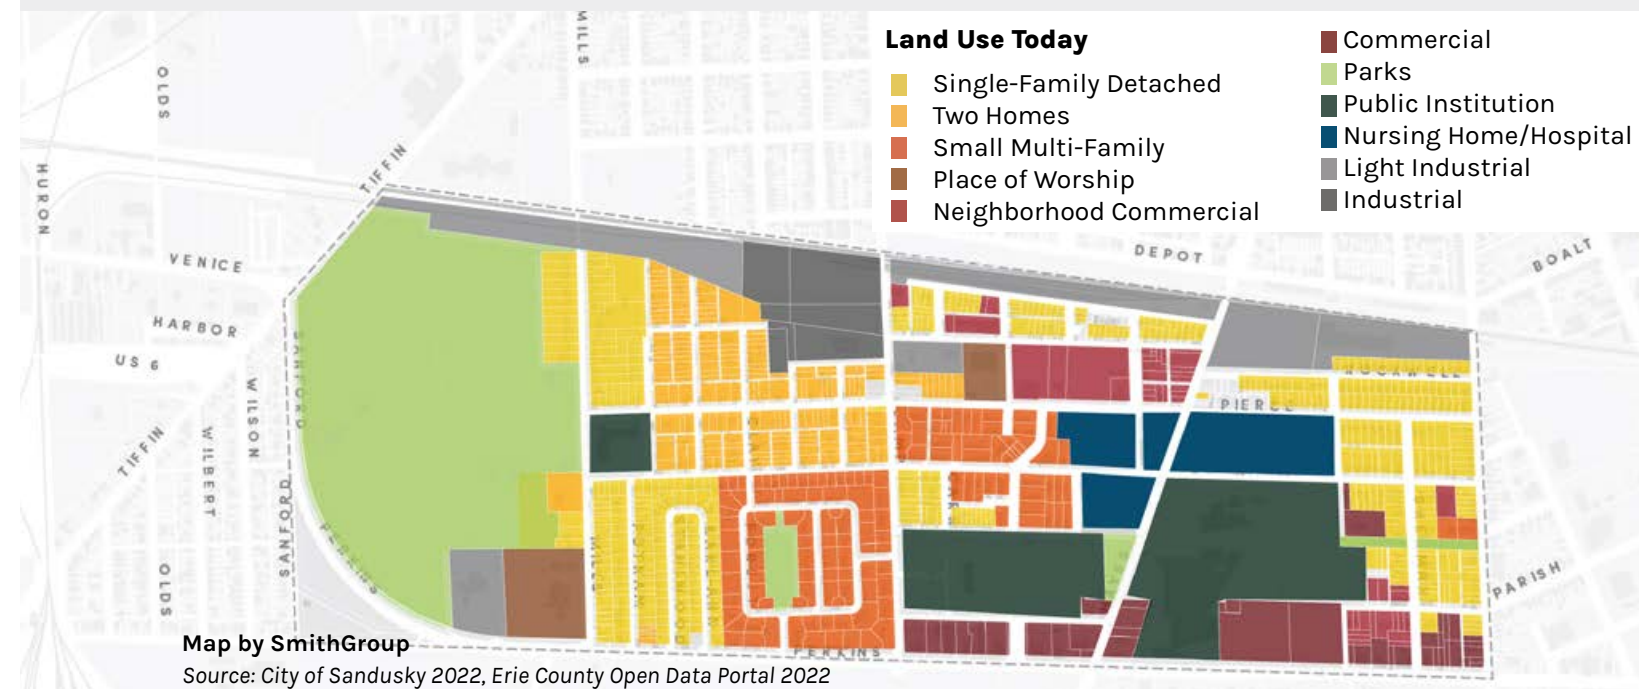 Land Use Today
Single-Family Detached
Two Homes
Small Multi-Family
Place of Worship
Neighborhood Commercial
Commercial
Parks
Public Institution
Nursing Home/Hospital
Light Industrial
Industrial
MILLS
OLDS
TIFFIN
HURON
VENICE
HARBOR
US 6
DEPOT
BOALT
SANFORD
WILSON
WILBERT
TIFFIN
SANFORD
PERKINS
OLDS
MILLS
ROCKWELL
PIERCE
PARISH
PERKINS
Map by SmithGroup
Source: City of Sandusky 2022, Erie County Open Data Portal 2022